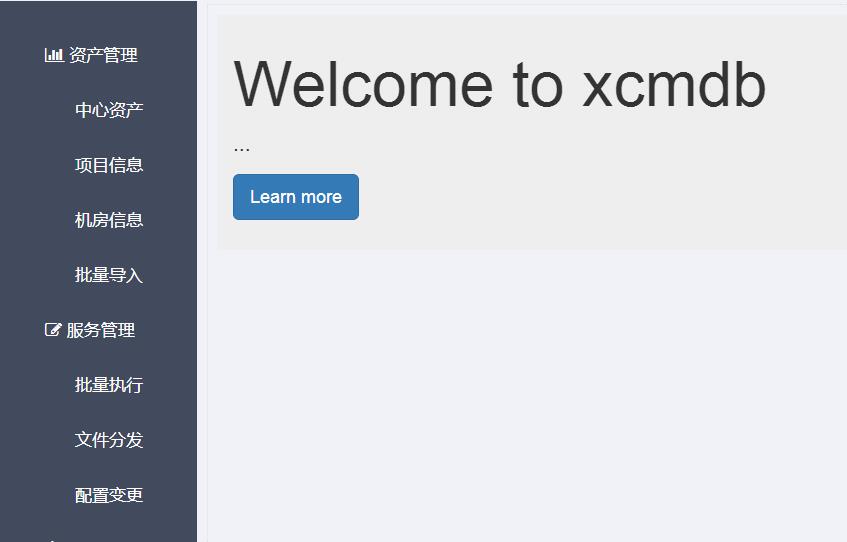 资产管理
中心资产
项目信息
机房信息
批量导入
服务管理
批量执行
文件分发
配置变更
Welcome to xcmdb
...
Learn more